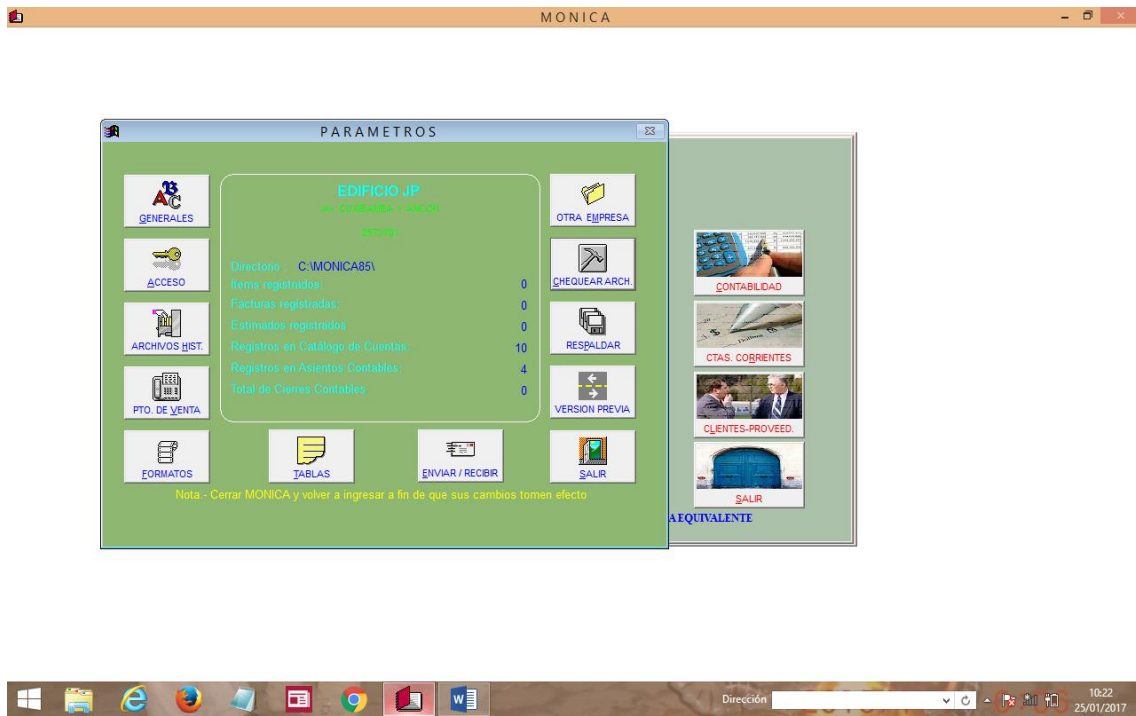 MONICA
PARAMETROS
GENERALES
ACCESO
ARCHIVOS HIST.
PTO. DE VENTA
FORMATOS
EDIFICIO JP
Directorio : C:\MONICA85\
Items registrados: 0
Facturas registradas: 0
Estimados registrados 0
Registros en Catálogo de Cuentas: 10
Registros en Asientos Contables: 4
Total de Cierres Contables 0
TABLAS
ENVIAR / RECIBIR
OTRA EMPRESA
CHEQUEAR ARCH.
RESPALDAR
VERSION PREVIA
SALIR
Nota.- Cerrar MONICA y volver a ingresar a fin de que sus cambios tomen efecto
CONTABILIDAD
CTAS. CORRIENTES
CLIENTES-PROVEED.
SALIR
A EQUIVALENTE
Dirección
10:22
25/01/2017